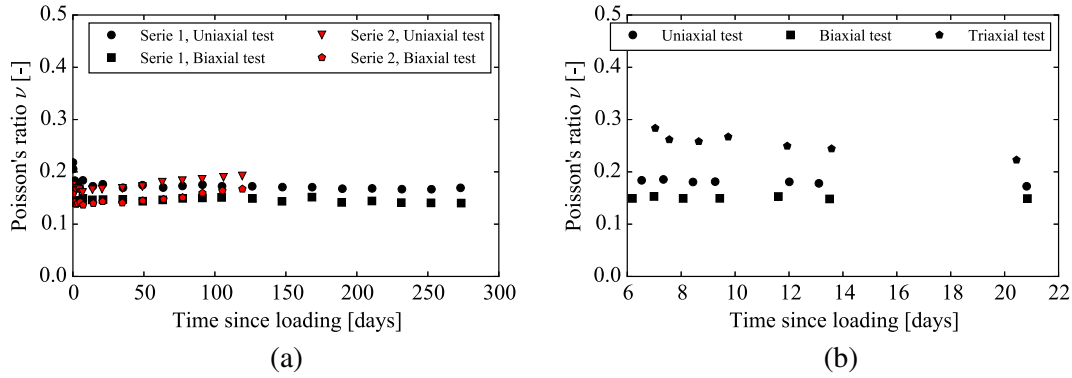 0.5
0.4
0.3
0.2
0.1
0.0
Poisson's ratio ν [-]
Serie 1, Uniaxial test
Serie 1, Biaxial test
Serie 2, Uniaxial test
Serie 2, Biaxial test
0 50 100 150 200 250 300
Time since loading [days]
(a)
0.5
0.4
0.3
0.2
0.1
0.0
Poisson's ratio ν [-]
Uniaxial test Biaxial test Triaxial test
6 8 10 12 14 16 18 20 22
Time since loading [days]
(b)